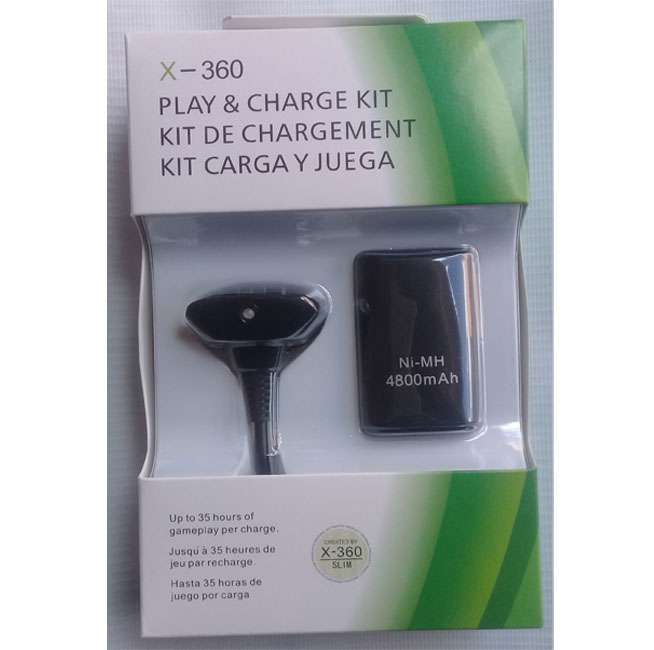 X-360
PLAY & CHARGE KIT
KIT DE CHARGEMENT
KIT CARGA Y JUEGA
Ni-MH
4800mAh
Up to 35 hours of
gameplay per charge.
Jusqu'à 35 heures de
jeu par recharge.
Hasta 35 horas de
juego por carga
CREATED BY
X-360
SLIM